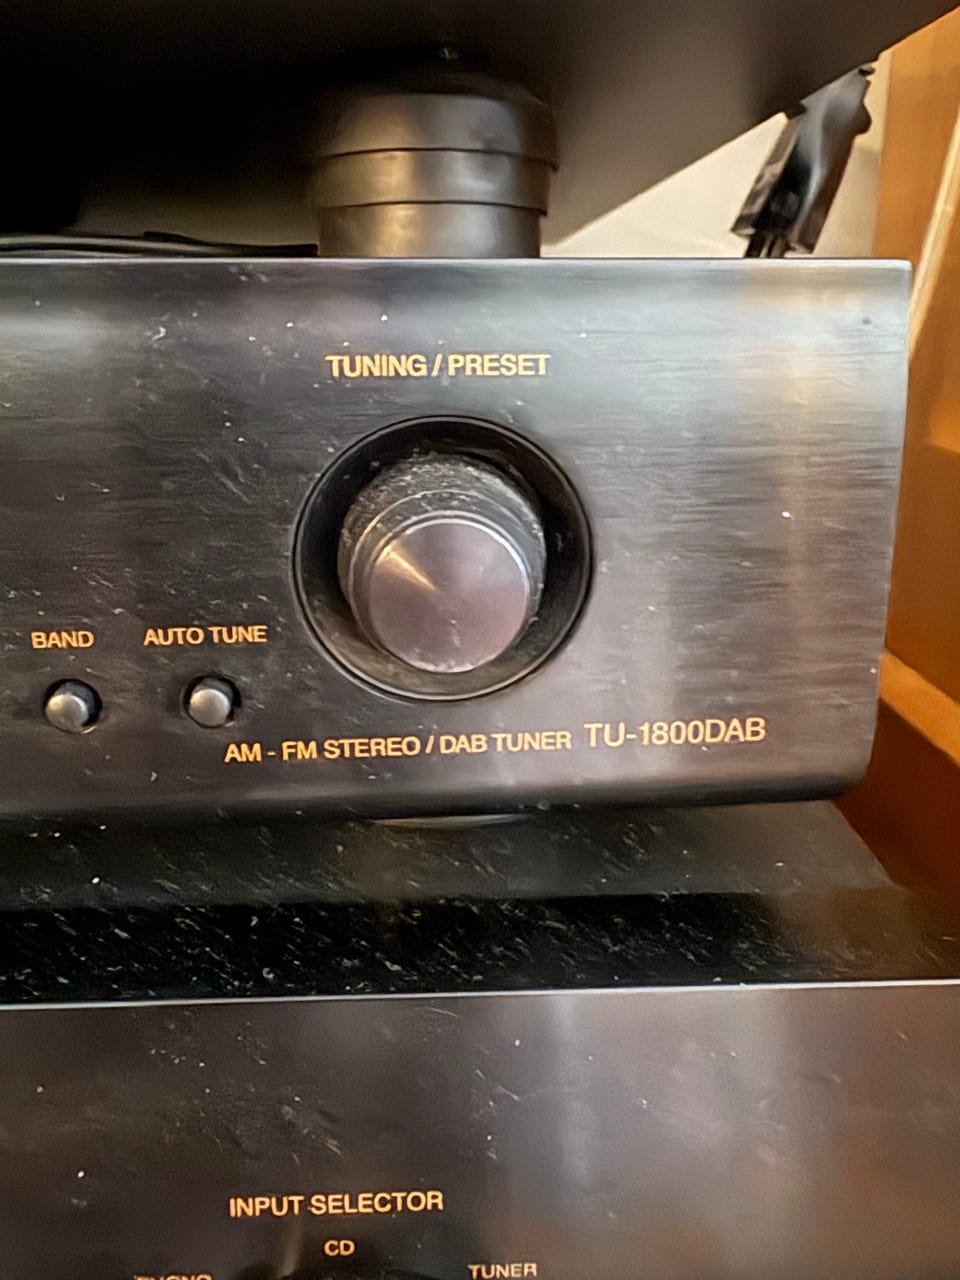 TUNING / PRESET
BAND
AUTO TUNE
AM - FM STEREO / DAB TUNER TU-1800DAB
INPUT SELECTOR
CD
TUNER